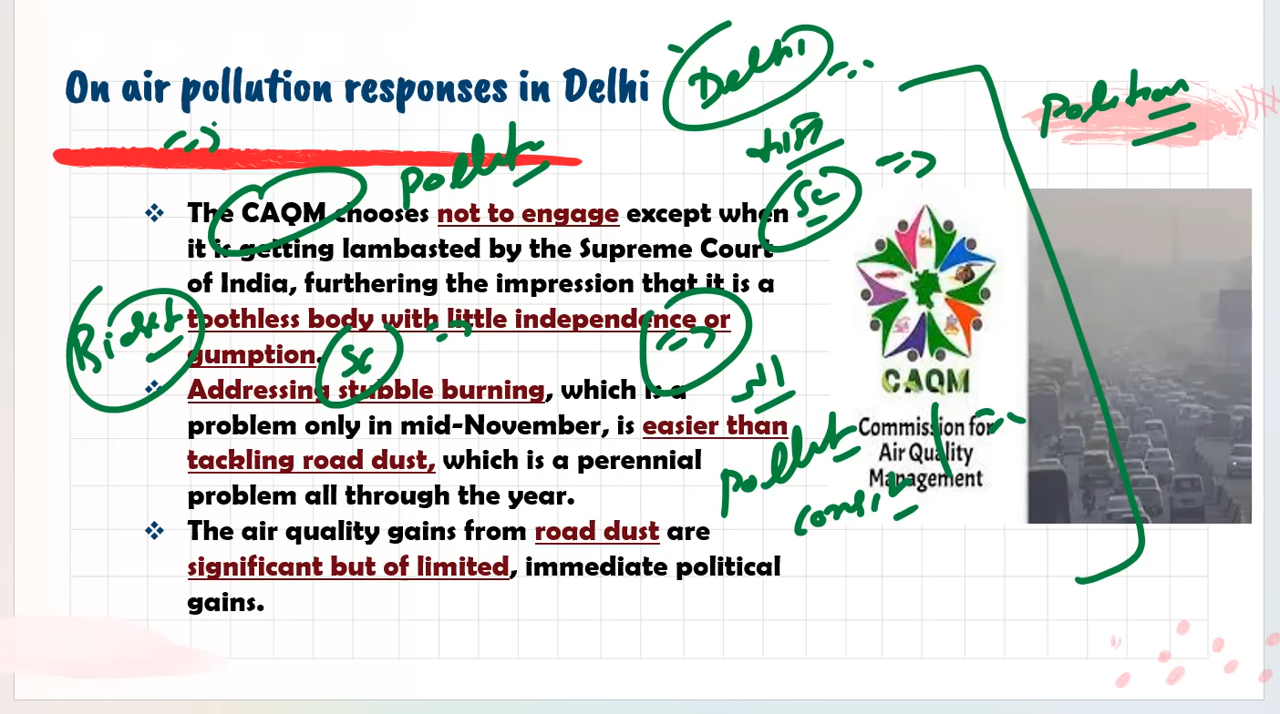 On air pollution responses in Delhi
Delhi
Pollution
Pollut
SC
❖ The CAQM chooses not to engage except when
it is getting lambasted by the Supreme Court
of India, furthering the impression that it is a
toothless body with little independence or
gumption.
Right
SC
❖ Addressing stubble burning, which is a
problem only in mid-November, is easier than
tackling road dust, which is a perennial
problem all through the year.
❖ The air quality gains from road dust are
significant but of limited, immediate political
gains.
CAQM
Commission for
Air Quality
Management
Pollut